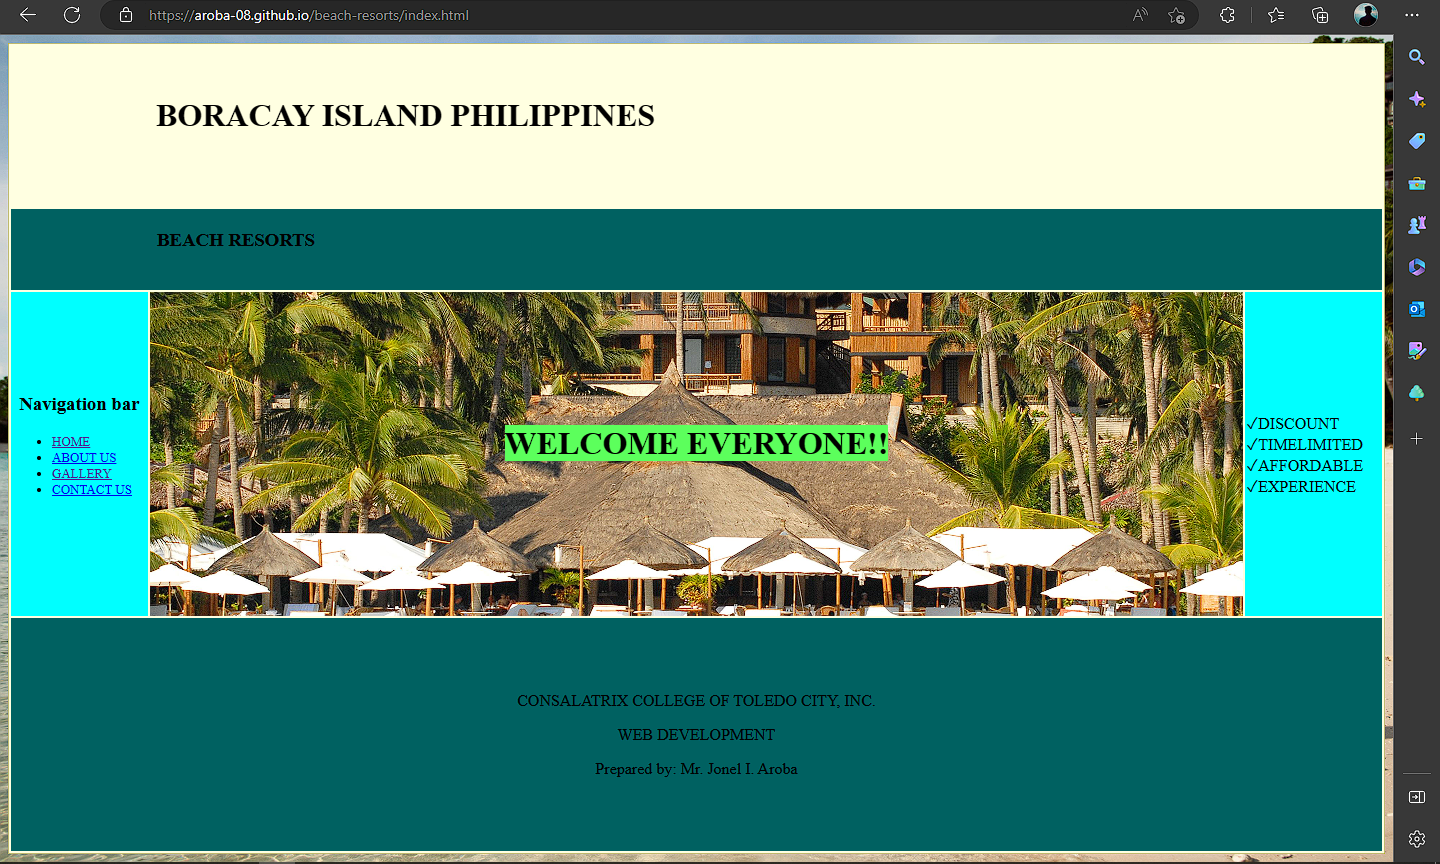 https://aroba-08.github.io/beach-resorts/index.html
BORACAY ISLAND PHILIPPINES
BEACH RESORTS
Navigation bar
HOME
ABOUT US
GALLERY
CONTACT US
WELCOME EVERYONE!!
✓DISCOUNT
✓TIMELIMITED
✓AFFORDABLE
✓EXPERIENCE
CONSALATRIX COLLEGE OF TOLEDO CITY, INC.
WEB DEVELOPMENT
Prepared by: Mr. Jonel I. Aroba